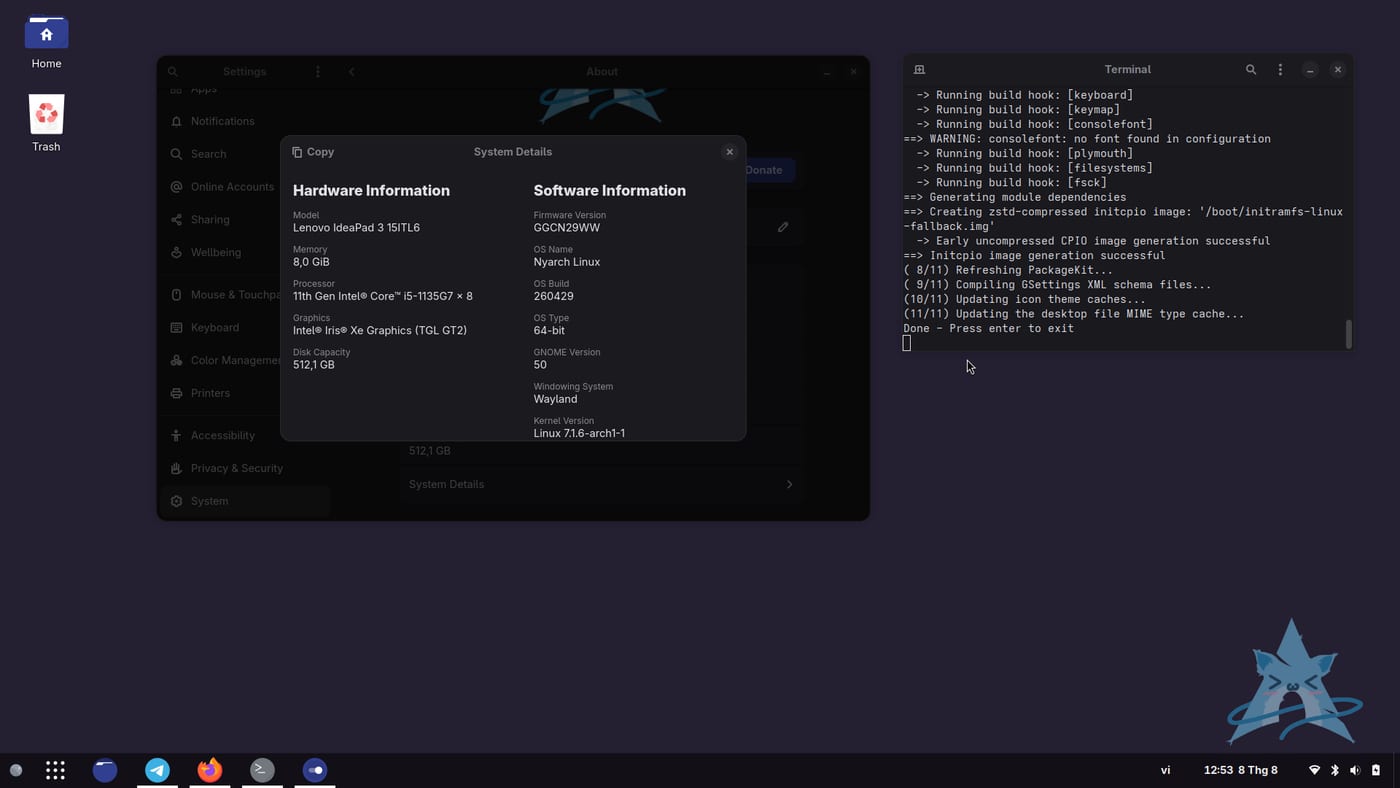 Home
Trash
Settings
About
Apps
Notifications
Search
Online Accounts
Sharing
Wellbeing
Mouse & Touchpa
Keyboard
Color Managemen
Printers
Accessibility
Privacy & Security
System
Donate
512,1 GB
System Details
Copy
System Details
Hardware Information
Model
Lenovo IdeaPad 3 15ITL6
Memory
8,0 GiB
Processor
11th Gen Intel® Core™ i5-1135G7 × 8
Graphics
Intel® Iris® Xe Graphics (TGL GT2)
Disk Capacity
512,1 GB
Software Information
Firmware Version
GGCN29WW
OS Name
Nyarch Linux
OS Build
260429
OS Type
64-bit
GNOME Version
50
Windowing System
Wayland
Kernel Version
Linux 7.1.6-arch1-1
Terminal
-> Running build hook: [keyboard]
-> Running build hook: [keymap]
-> Running build hook: [consolefont]
==> WARNING: consolefont: no font found in configuration
-> Running build hook: [plymouth]
-> Running build hook: [filesystems]
-> Running build hook: [fsck]
==> Generating module dependencies
==> Creating zstd-compressed initcpio image: '/boot/initramfs-linux
-fallback.img'
-> Early uncompressed CPIO image generation successful
==> Initcpio image generation successful
( 8/11) Refreshing PackageKit...
( 9/11) Compiling GSettings XML schema files...
(10/11) Updating icon theme caches...
(11/11) Updating the desktop file MIME type cache...
Done - Press enter to exit
vi
12:53 8 Thg 8